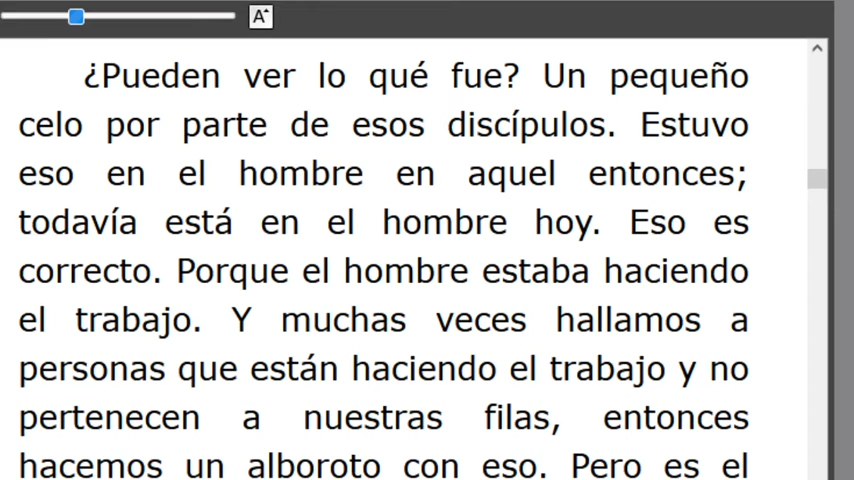 A
¿Pueden ver lo qué fue? Un pequeño
celo por parte de esos discípulos. Estuvo
eso en el hombre en aquel entonces;
todavía está en el hombre hoy. Eso es
correcto. Porque el hombre estaba haciendo
el trabajo. Y muchas veces hallamos a
personas que están haciendo el trabajo y no
pertenecen a nuestras filas, entonces
hacemos un alboroto con eso. Pero es el